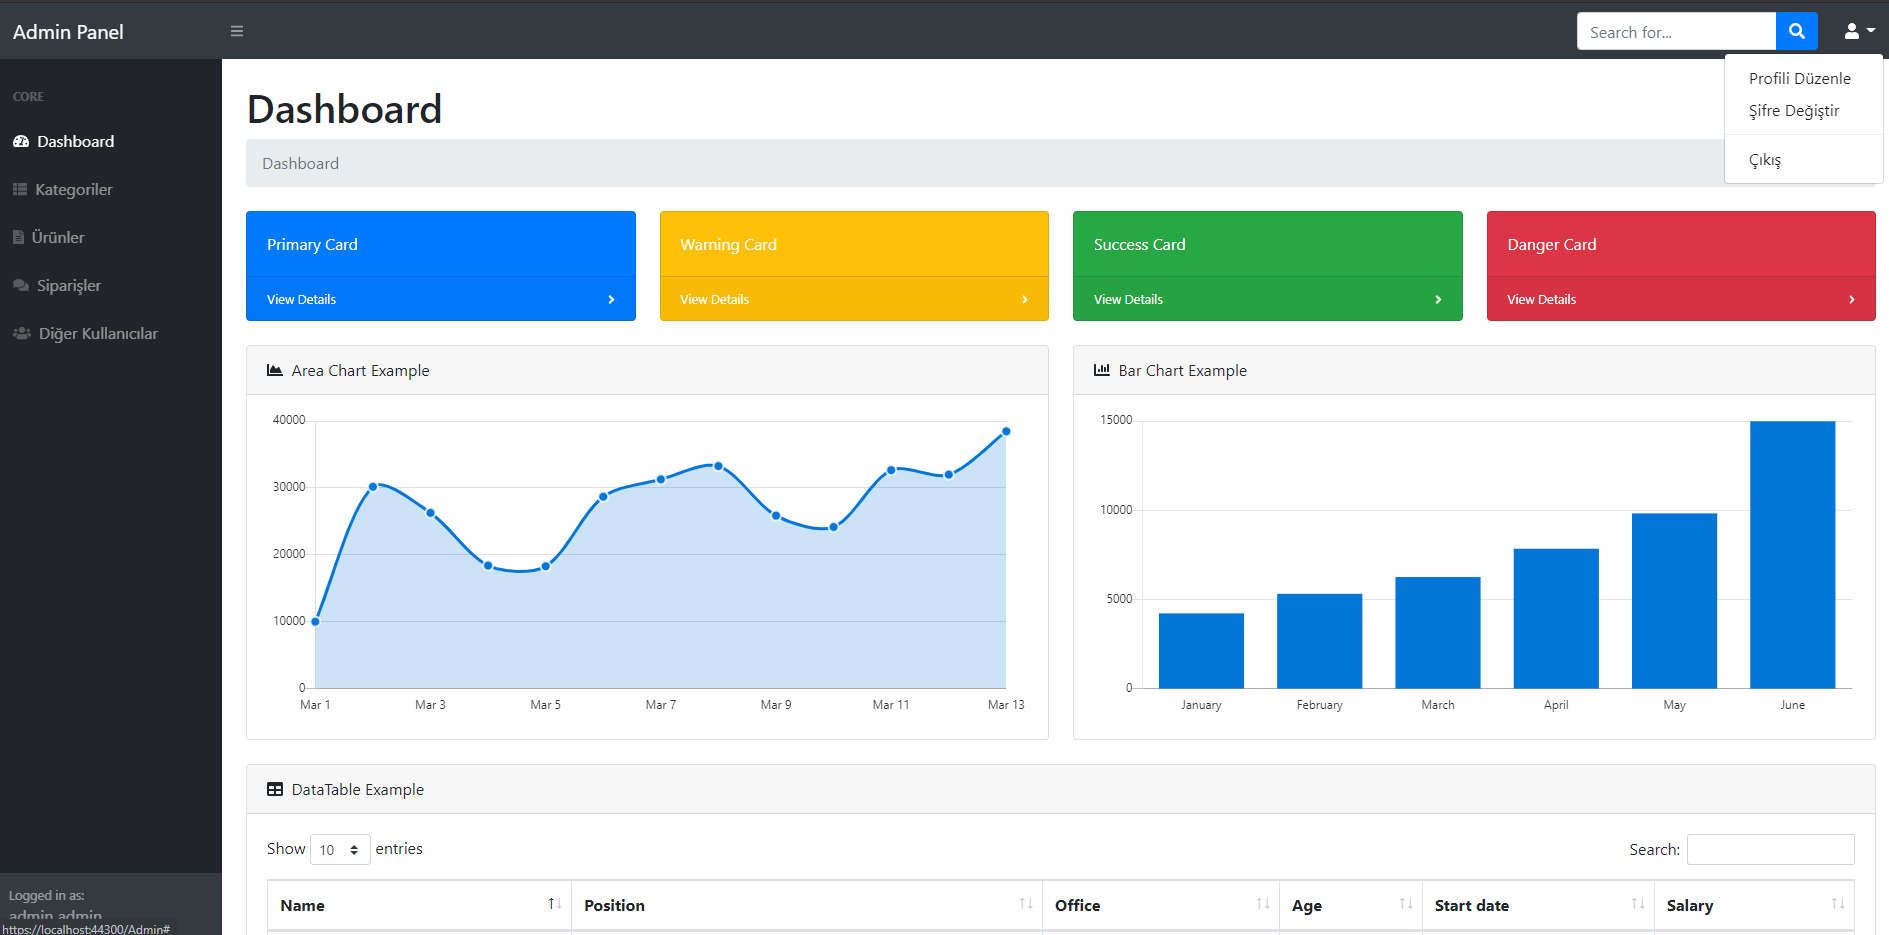 Admin Panel
Search for...
Profili Düzenle
Şifre Değiştir
Çıkış
CORE
Dashboard
Kategoriler
Ürünler
Siparişler
Diğer Kullanıcılar
Logged in as:
admin admin
https://localhost:44300/Admin#
Dashboard
Dashboard
Primary Card
View Details
Warning Card
View Details
Success Card
View Details
Danger Card
View Details
Area Chart Example
40000
30000
20000
10000
0
Mar 1 Mar 3 Mar 5 Mar 7 Mar 9 Mar 11 Mar 13
Bar Chart Example
15000
10000
5000
0
January February March April May June
DataTable Example
Show 10 entries
Search:
Name Position Office Age Start date Salary